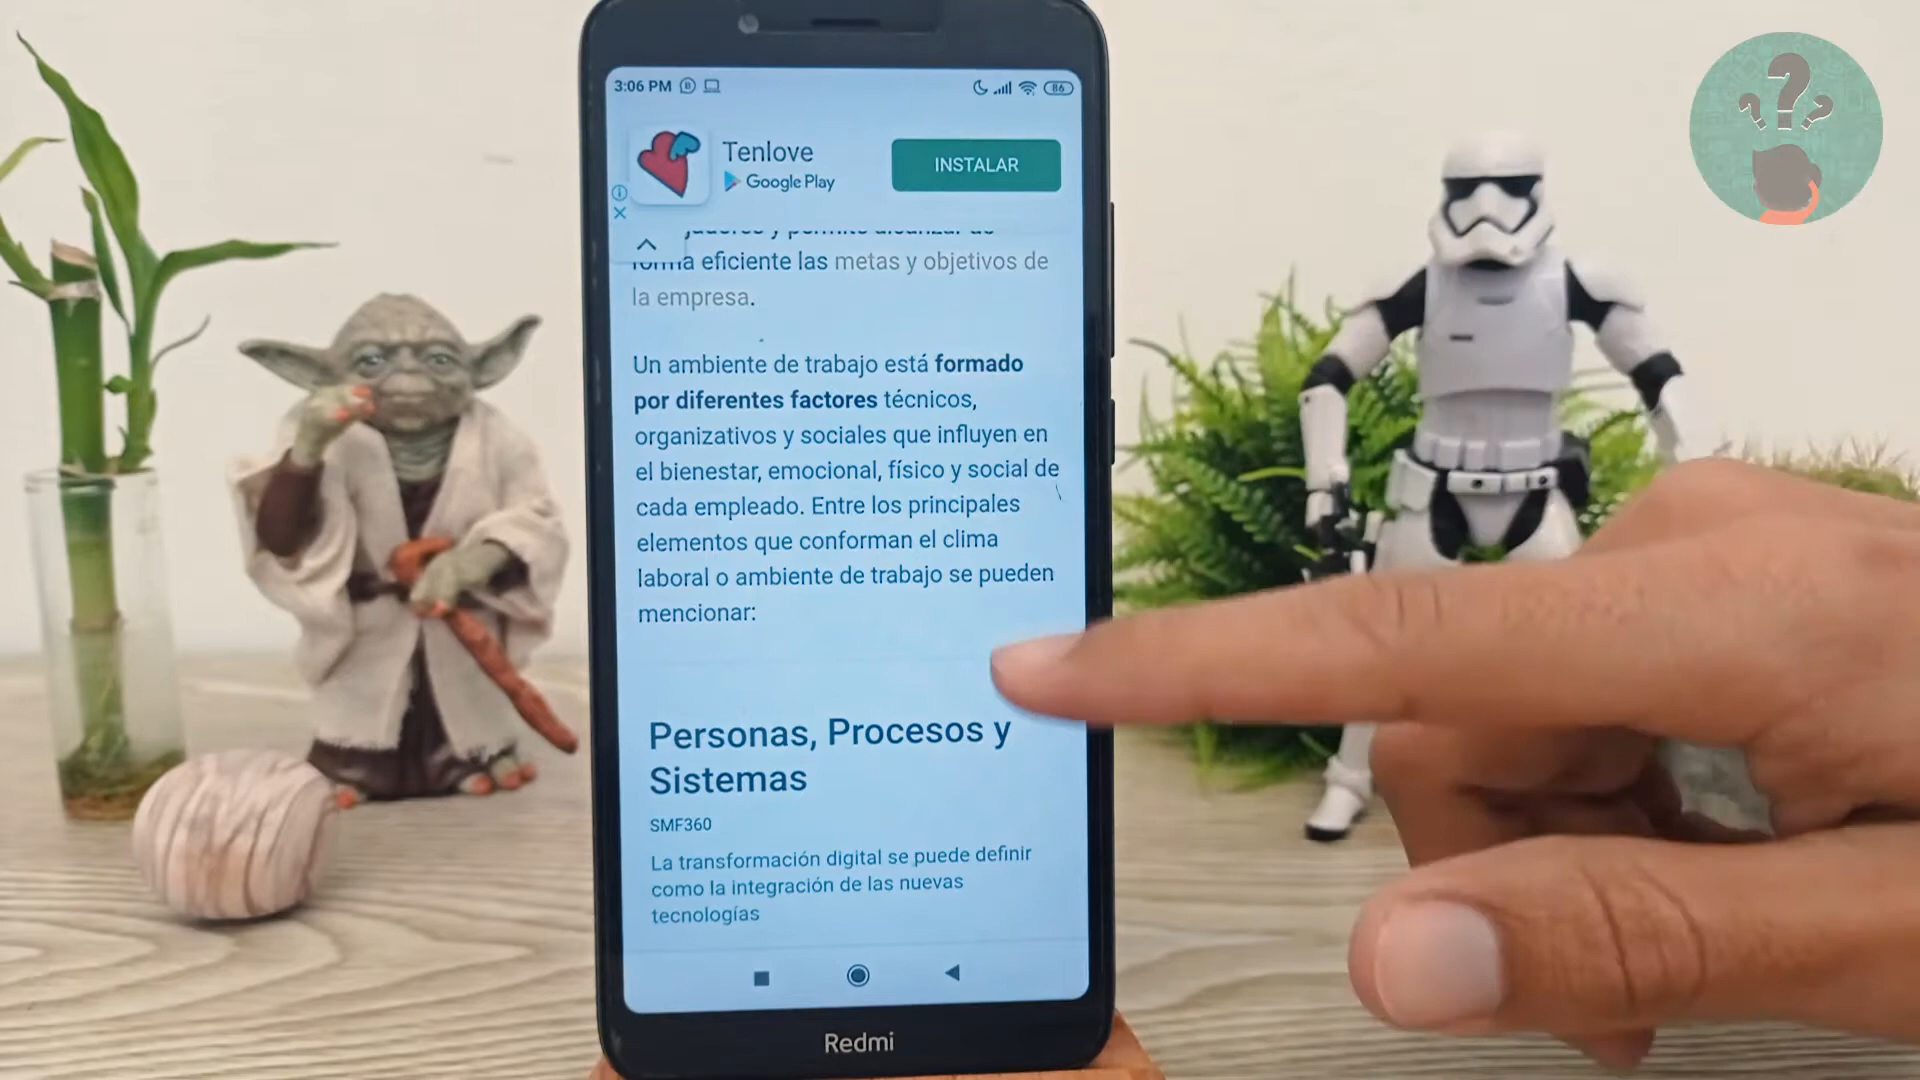 3:06 PM
86
Tenlove
Google Play
INSTALAR
eficiente las metas y objetivos de
la empresa.
Un ambiente de trabajo está formado
por diferentes factores técnicos,
organizativos y sociales que influyen en
el bienestar, emocional, físico y social de
cada empleado. Entre los principales
elementos que conforman el clima
laboral o ambiente de trabajo se pueden
mencionar:
Personas, Procesos y
Sistemas
SMF360
La transformación digital se puede definir
como la integración de las nuevas
tecnologías
Redmi